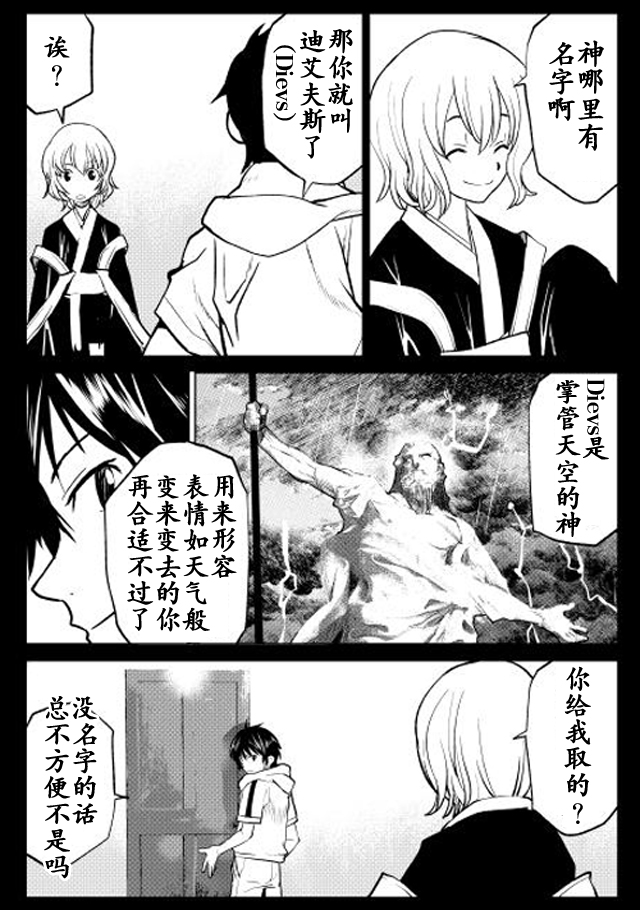 神哪里有
名字啊
那你就叫
迪艾夫斯了
(Dievs)
诶？
Dievs是
掌管天空的神
用来形容
表情如天气般
变来变去的你
再合适不过了
你给我取的？
没名字的话
总不方便不是吗